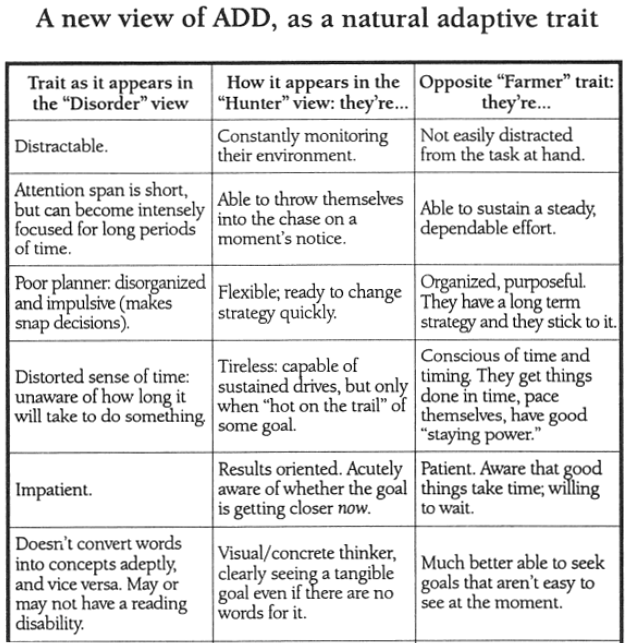 A new view of ADD, as a natural adaptive trait
Trait as it appears in
the “Disorder” view
How it appears in the
“Hunter” view: they’re...
Opposite “Farmer” trait:
they’re...
Distractable.
Constantly monitoring
their environment.
Not easily distracted
from the task at hand.
Attention span is short,
but can become intensely
focused for long periods
of time.
Able to throw themselves
into the chase on a
moment’s notice.
Able to sustain a steady,
dependable effort.
Poor planner: disorganized
and impulsive (makes
snap decisions).
Flexible; ready to change
strategy quickly.
Organized, purposeful.
They have a long term
strategy and they stick to it.
Distorted sense of time:
unaware of how long it
will take to do something.
Tireless: capable of
sustained drives, but only
when “hot on the trail” of
some goal.
Conscious of time and
timing. They get things
done in time, pace
themselves, have good
“staying power.”
Impatient.
Results oriented. Acutely
aware of whether the goal
is getting closer now.
Patient. Aware that good
things take time; willing
to wait.
Doesn’t convert words
into concepts adeptly,
and vice versa. May or
may not have a reading
disability.
Visual/concrete thinker,
clearly seeing a tangible
goal even if there are no
words for it.
Much better able to seek
goals that aren’t easy to
see at the moment.